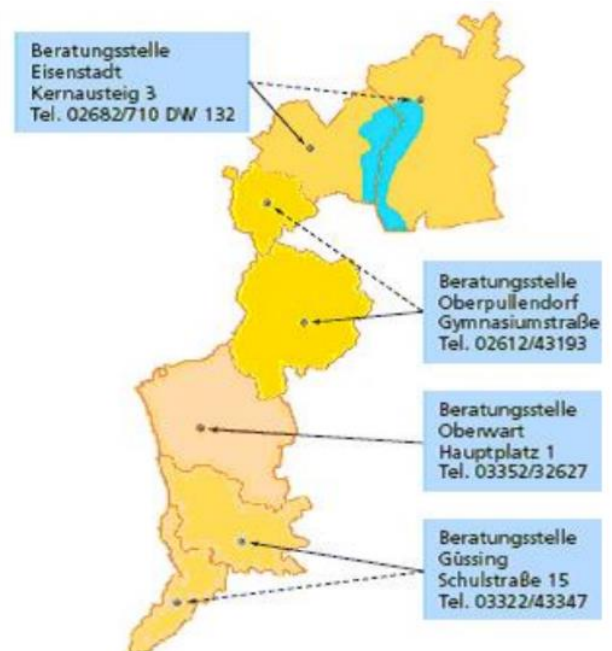 Beratungsstelle
Eisenstadt
Kernausteig 3
Tel. 02682/710 DW 132
Beratungsstelle
Oberpullendorf
Gymnasiumstraße
Tel. 02612/43193
Beratungsstelle
Oberwart
Hauptplatz 1
Tel. 03352/32627
Beratungsstelle
Güssing
Schulstraße 15
Tel. 03322/43347